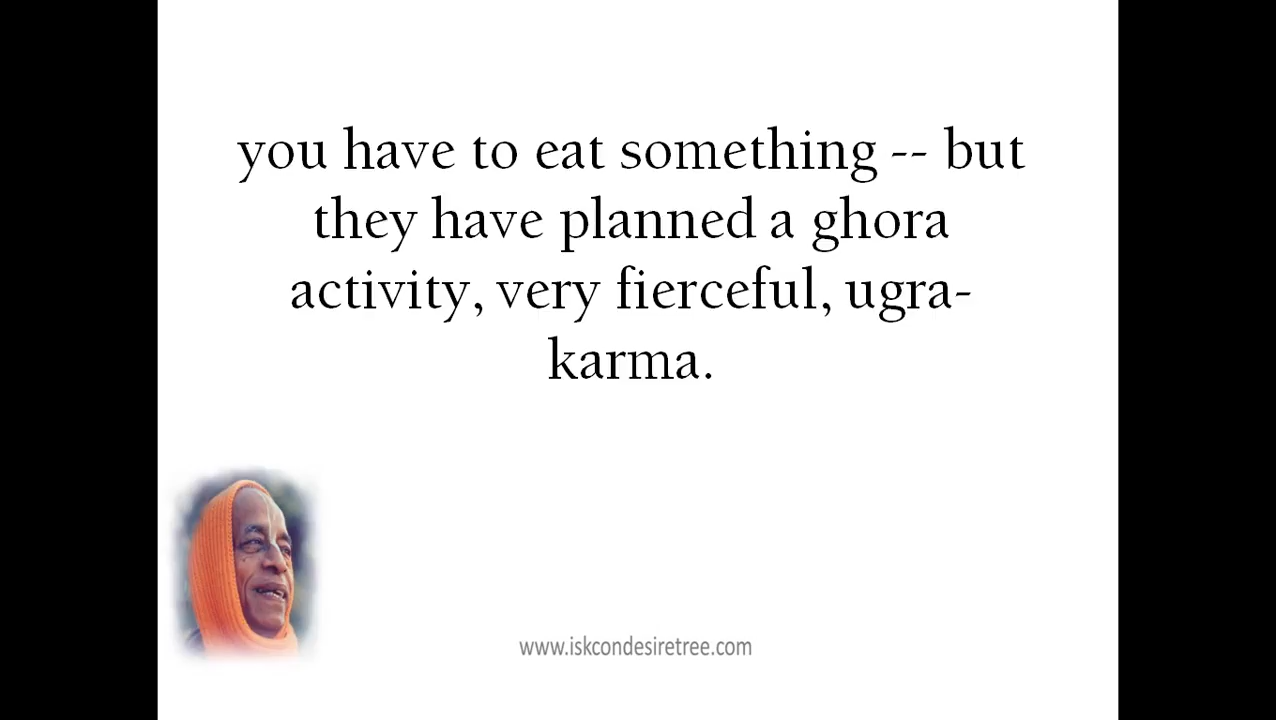 you have to eat something -- but
they have planned a ghora
activity, very fierceful, ugra-
karma.
www.iskcondesiretree.com